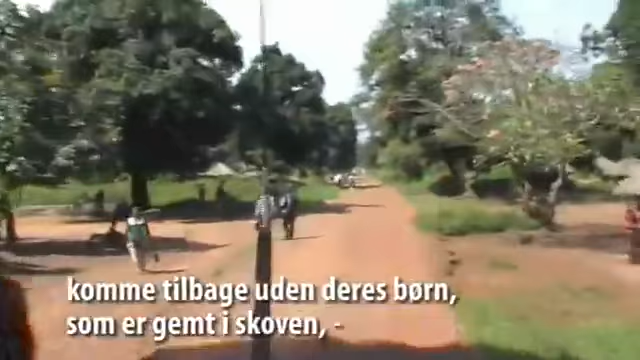 komme tilbage uden deres børn,
som er gemt i skoven, -